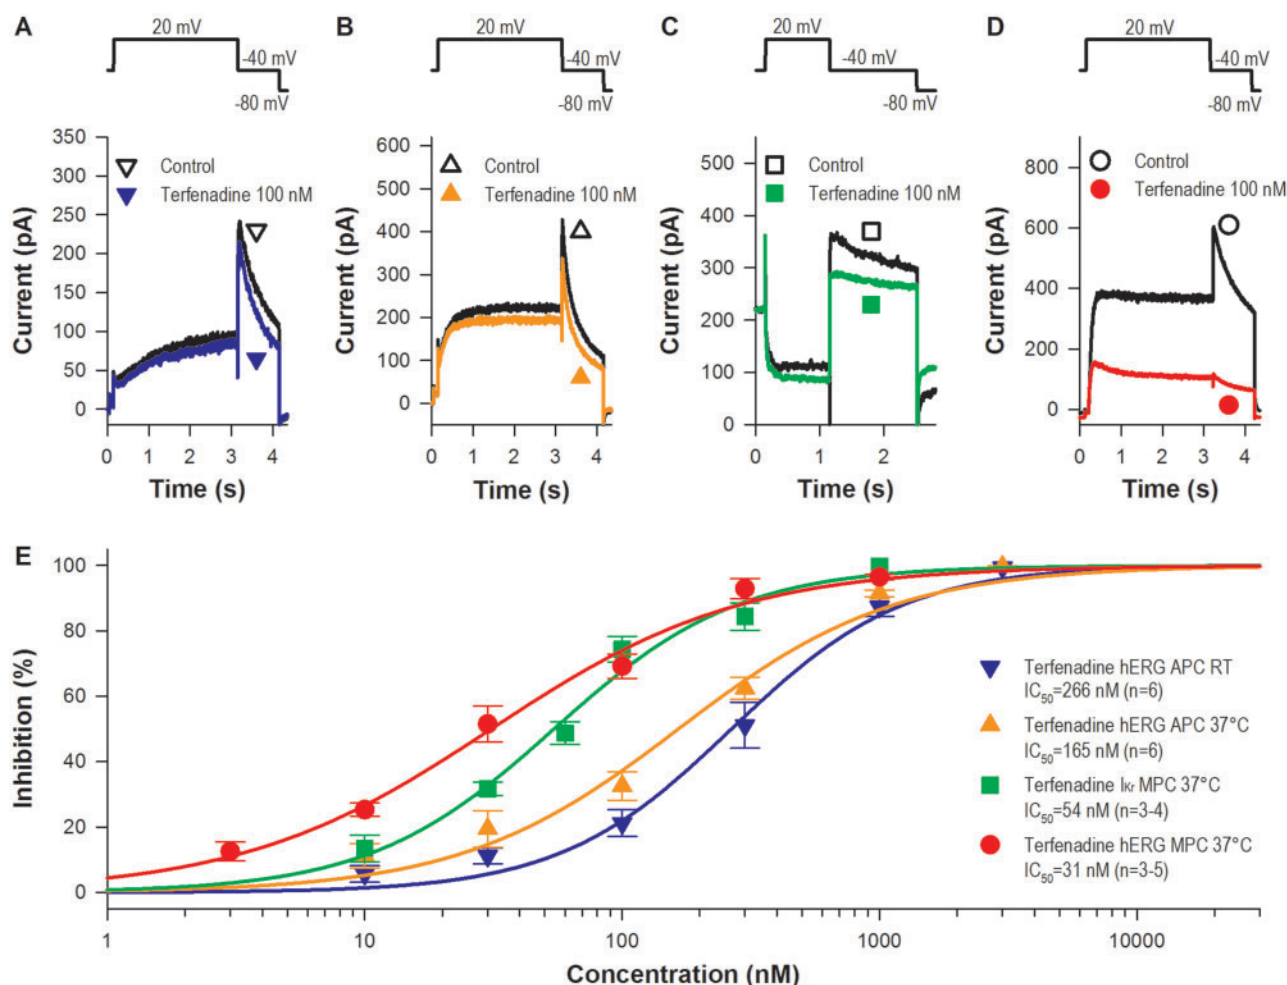 A
20 mV
-40 mV
-80 mV
B
20 mV
-40 mV
-80 mV
C
20 mV
-40 mV
-80 mV
D
20 mV
-40 mV
-80 mV
Current (pA)
350
300
250
200
150
100
50
0
Control
Terfenadine 100 nM
0 1 2 3 4
Time (s)
Current (pA)
600
400
200
0
Control
Terfenadine 100 nM
0 1 2 3 4
Time (s)
Current (pA)
500
400
300
200
100
0
Control
Terfenadine 100 nM
0 1 2
Time (s)
Current (pA)
800
600
400
200
0
Control
Terfenadine 100 nM
0 1 2 3 4
Time (s)
E
Inhibition (%)
100
80
60
40
20
0
Terfenadine hERG APC RT
IC50=266 nM (n=6)
Terfenadine hERG APC 37°C
IC50=165 nM (n=6)
Terfenadine IKr MPC 37°C
IC50=54 nM (n=3-4)
Terfenadine hERG MPC 37°C
IC50=31 nM (n=3-5)
1 10 100 1000 10000
Concentration (nM)